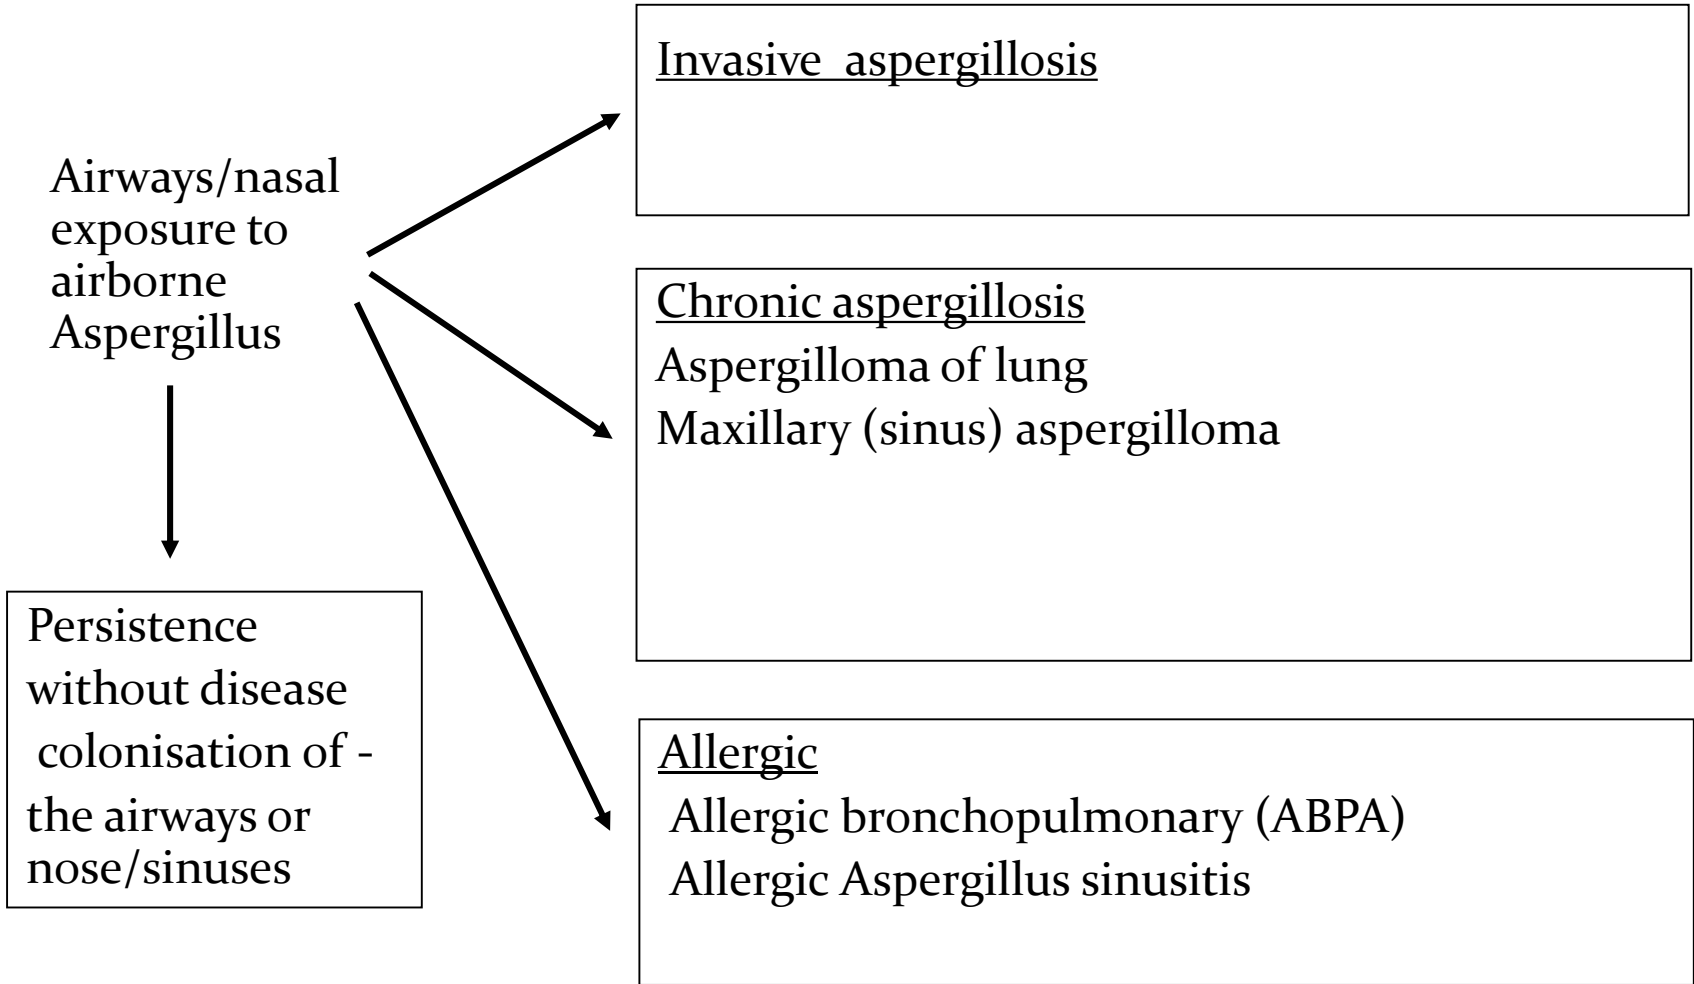 Airways/nasal
exposure to
airborne
Aspergillus
Persistence
without disease
colonisation of -
the airways or
nose/sinuses
Invasive aspergillosis
Chronic aspergillosis
Aspergilloma of lung
Maxillary (sinus) aspergilloma
Allergic
Allergic bronchopulmonary (ABPA)
Allergic Aspergillus sinusitis